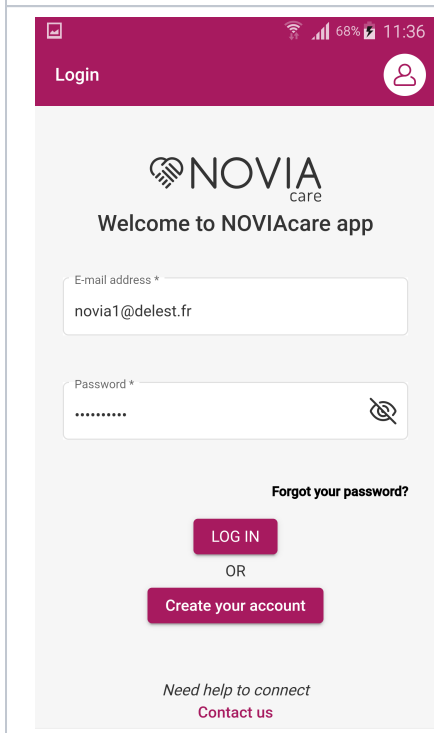 68% 11:36
Login
NOVIA
care
Welcome to NOVIAcare app
E-mail address *
novia1@delest.fr
Password *
••••••••••
Forgot your password?
LOG IN
OR
Create your account
Need help to connect
Contact us